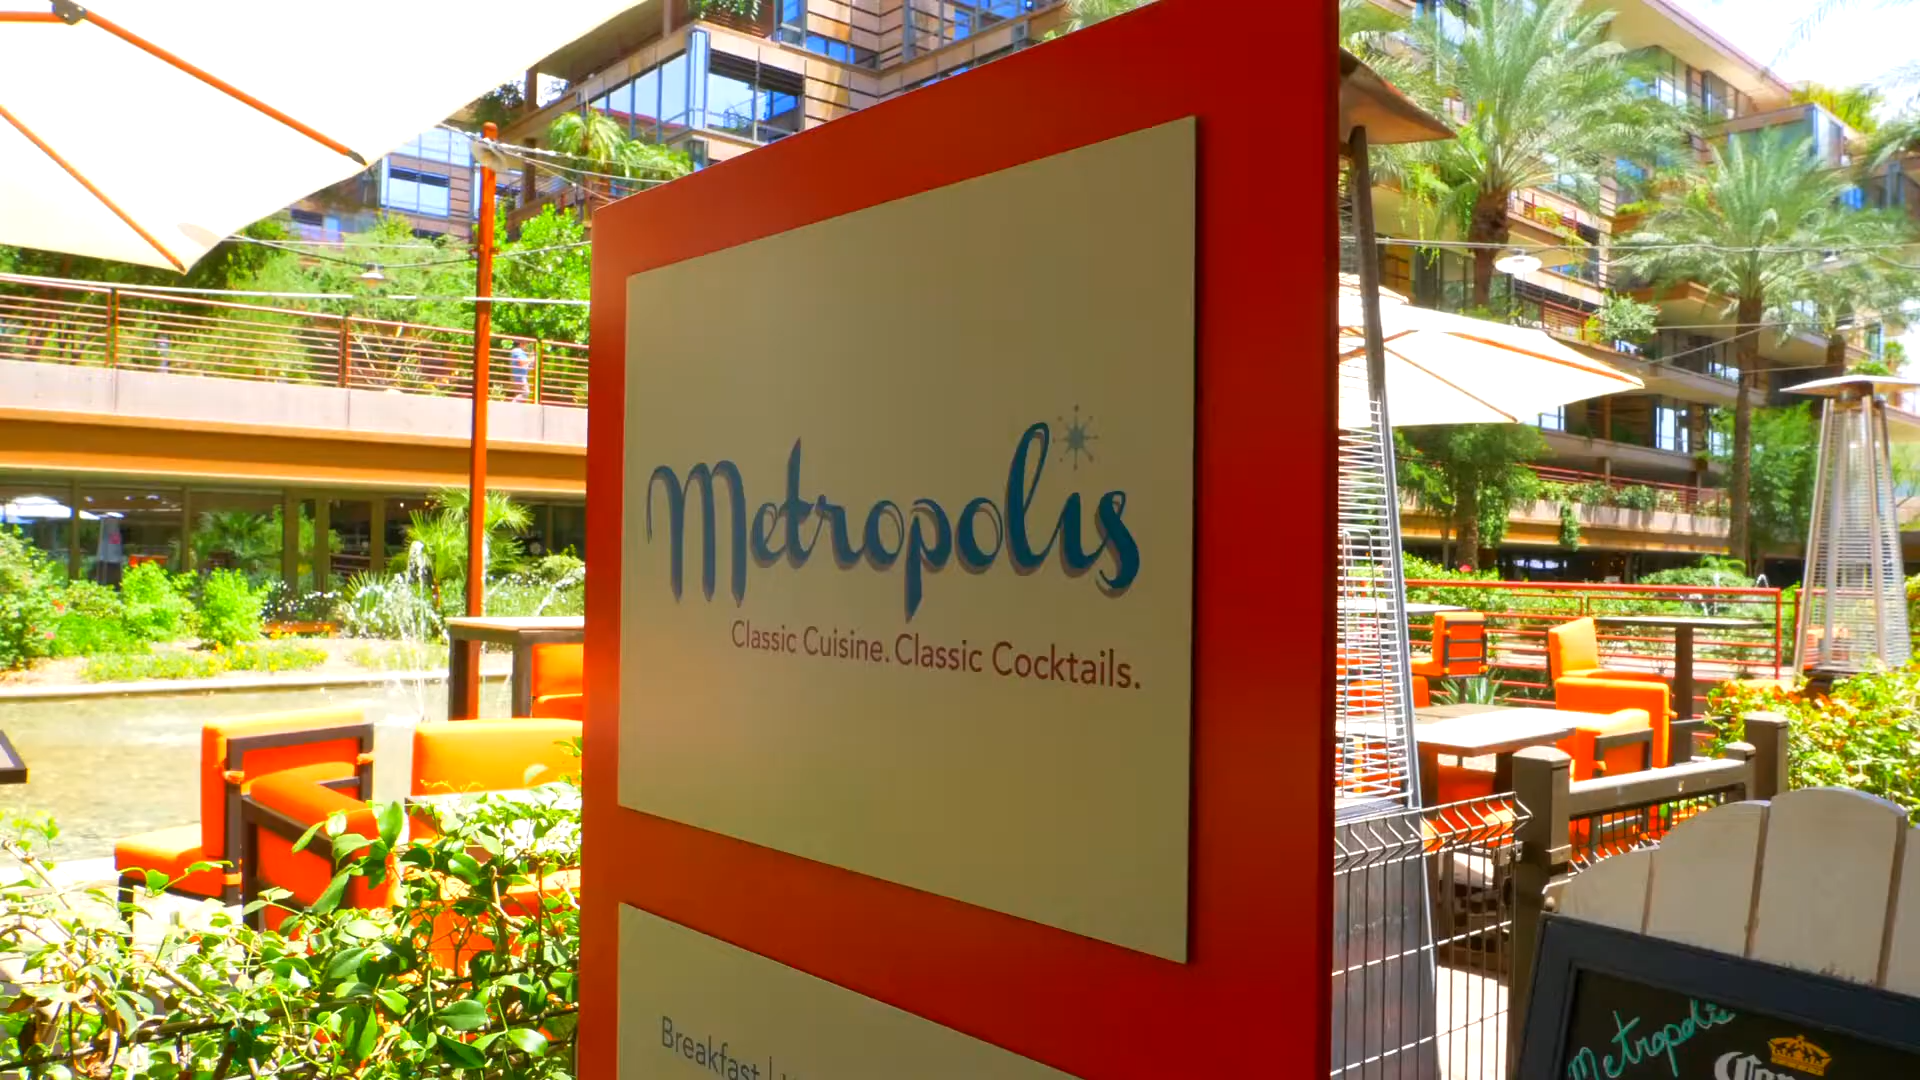 Metropolis
Classic Cuisine. Classic Cocktails.
Breakfast |
Metropolis